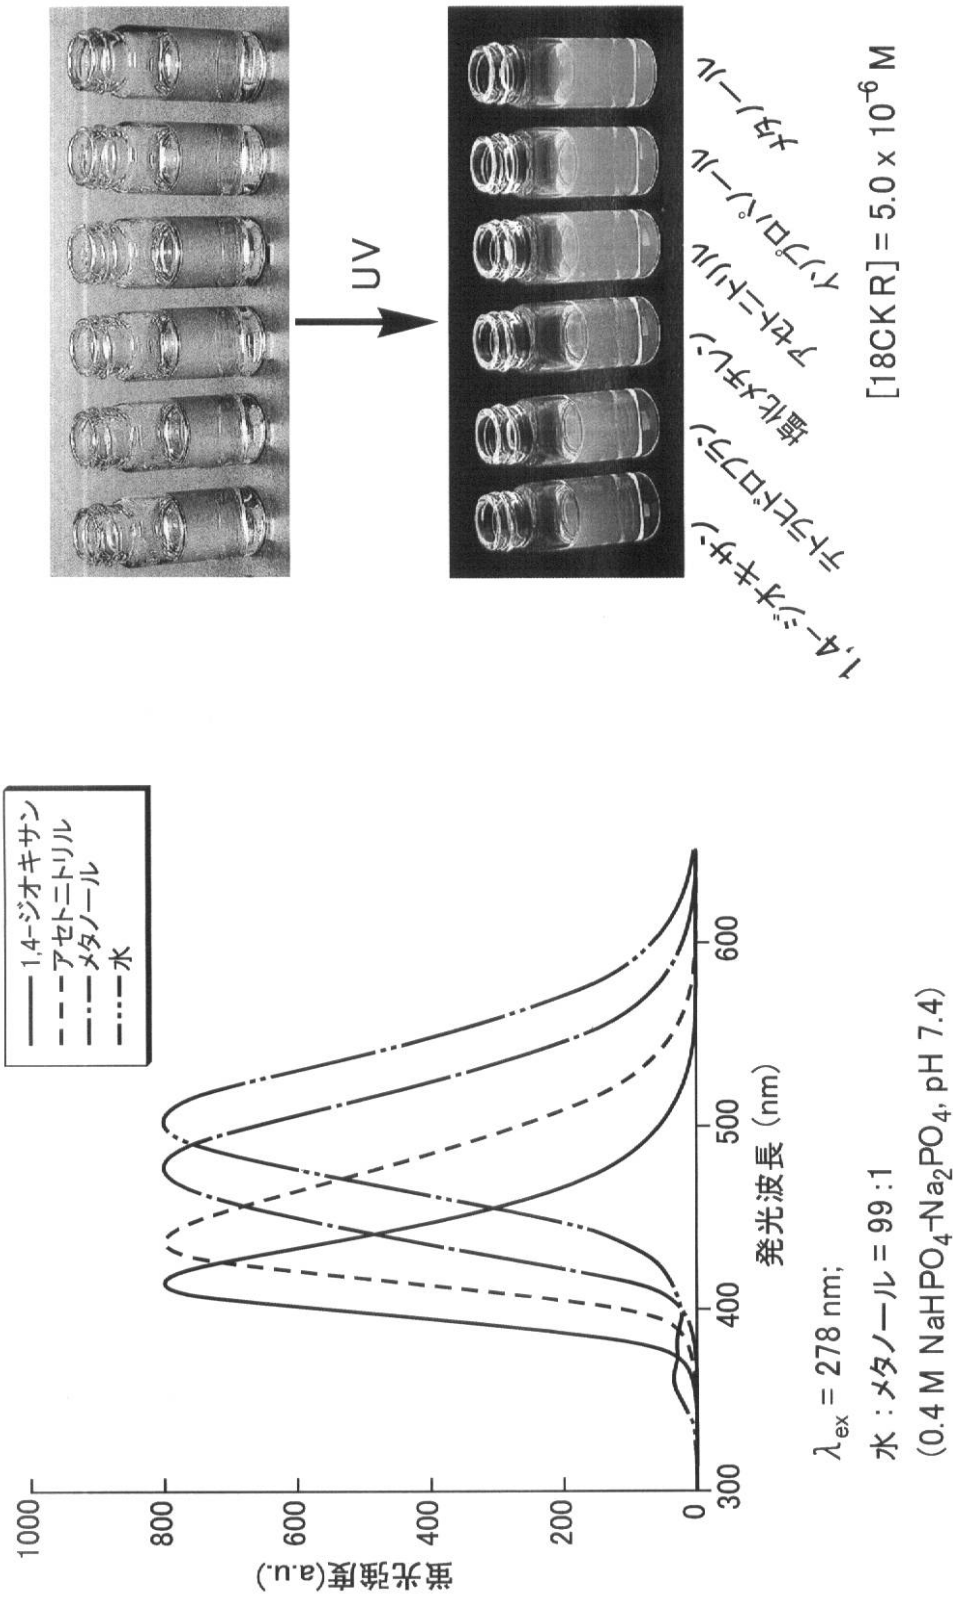 1000
800
600
400
200
0
蛍光強度(a.u.)
300
400
500
600
発光波長 (nm)
1,4-ジオキサン
アセトニトリル
メタノール
水
λex = 278 nm;
水 : メタノール = 99 : 1
(0.4 M NaHPO4-Na2PO4, pH 7.4)
UV
1,4-ジオキサン
テトラヒドロフラン
塩化メチレン
アセトニトリル
イソプロパノール
メタノール
[18CKR] = 5.0 x 10⁻⁶ M